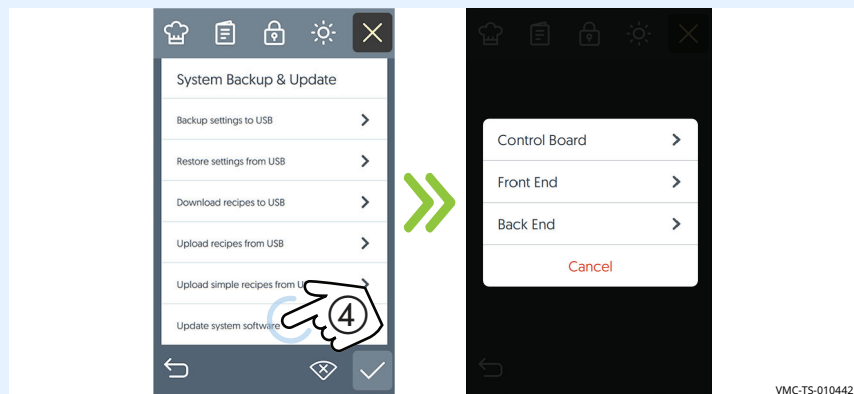 System Backup & Update
Backup settings to USB
Restore settings from USB
Download recipes to USB
Upload recipes from USB
Upload simple recipes from U
Update system software
4
Control Board
Front End
Back End
Cancel
VMC-TS-010442